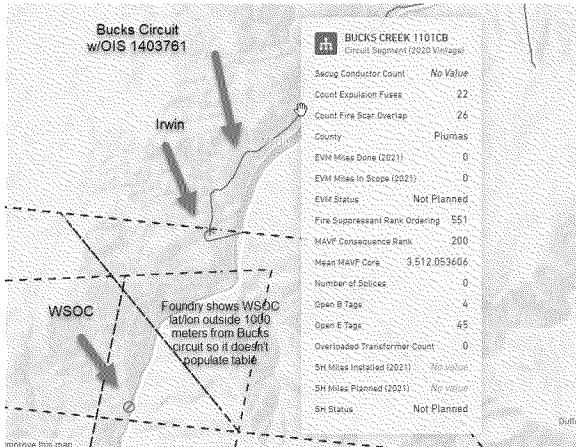 Bucks Circuit
w/OIS 1403761
Irwin
WSOC
Foundry shows WSOC
lat/lon outside 1000
meters from Bucks
circuit so it doesn't
populate table
BUCKS CREEK 1101CB
Circuit Segment (2020 Vintage)
Secug Conductor Count No Value
Count Expulsion Fuses 22
Count Fire Scar Overlap 26
County Plumas
EVM Miles Done (2021) 0
EVM Miles In Scope (2021) 0
EVM Status Not Planned
Fire Suppressant Rank Ordering 551
MAVF Consequence Rank 200
Mean MAVF Core 3,512.053606
Number of Splices 0
Open B Tags 4
Open E Tags 45
Overloaded Transformer Count 0
SH Miles Installed (2021) No value
SH Miles Planned (2021) No value
SH Status Not Planned
improve this map